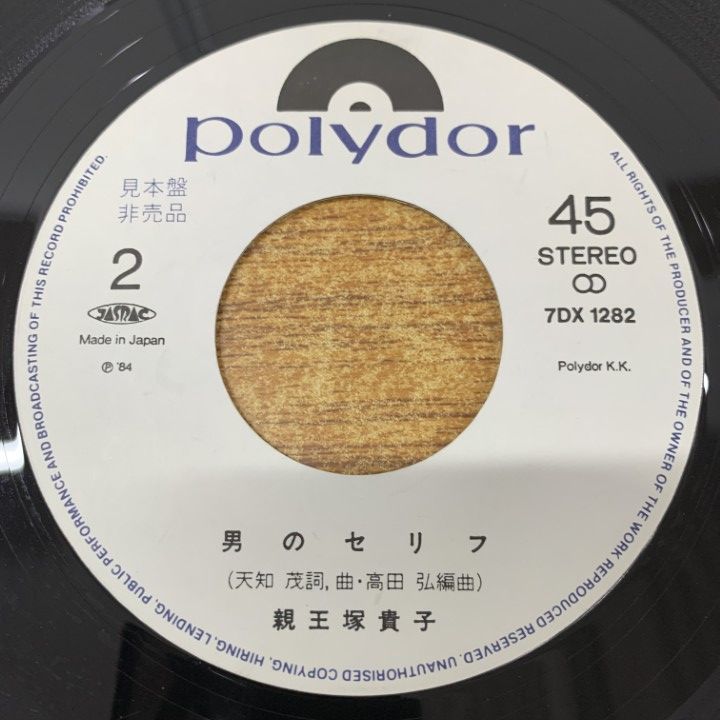 polydor
見本盤
非売品
2
JASRAC
Made in Japan
Ⓟ '84
45
STEREO
7DX 1282
Polydor K.K.
男のセリフ
(天知 茂詞,曲・高田 弘編曲)
親王塚貴子
ALL RIGHTS OF THE PRODUCER AND OF THE OWNER OF THE WORK REPRODUCED RESERVED. UNAUTHORISED COPYING, HIRING, LENDING, PUBLIC PERFORMANCE AND BROADCASTING OF THIS RECORD PROHIBITED.